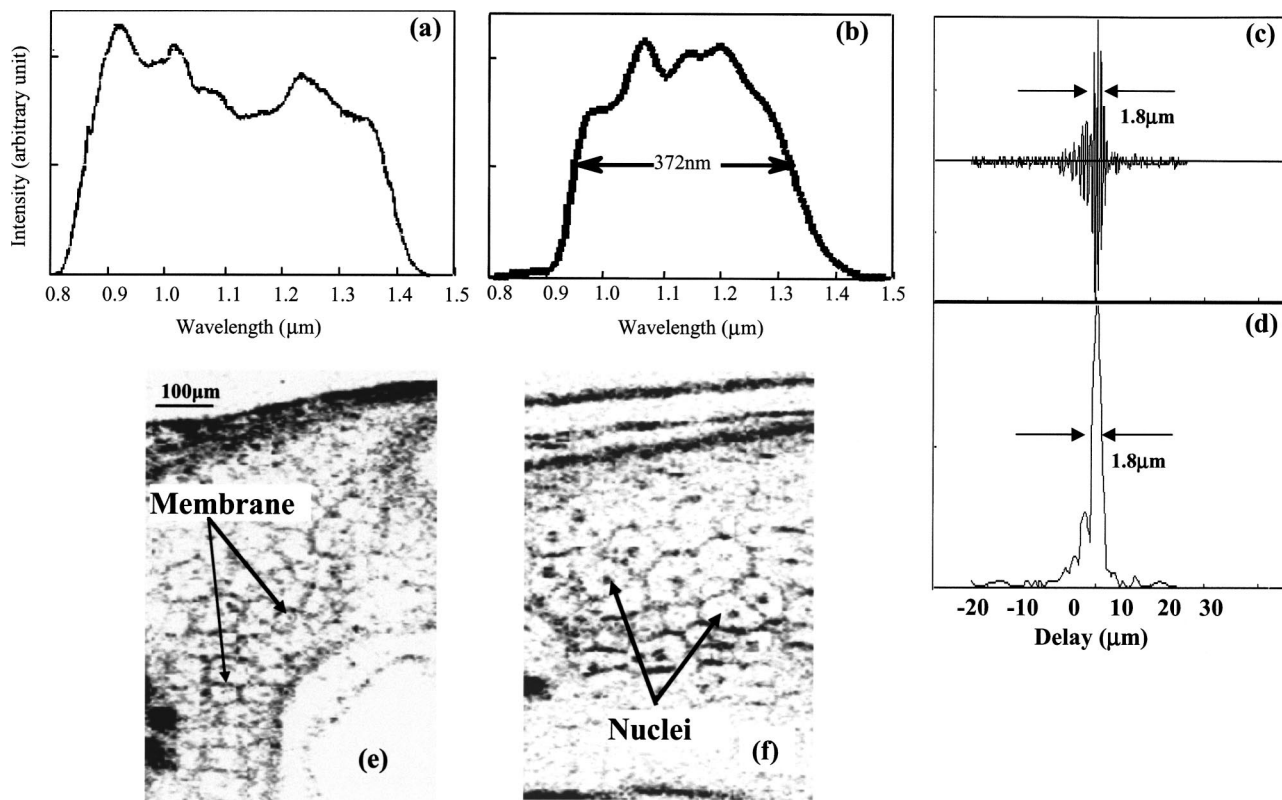 (a)
Intensity (arbitrary unit)
0.8 0.9 1.0 1.1 1.2 1.3 1.4 1.5
Wavelength (μm)
(b)
372nm
0.8 0.9 1.0 1.1 1.2 1.3 1.4 1.5
Wavelength (μm)
(c)
1.8μm
(d)
1.8μm
-20 -10 0 10 20 30
Delay (μm)
100μm
Membrane
(e)
Nuclei
(f)